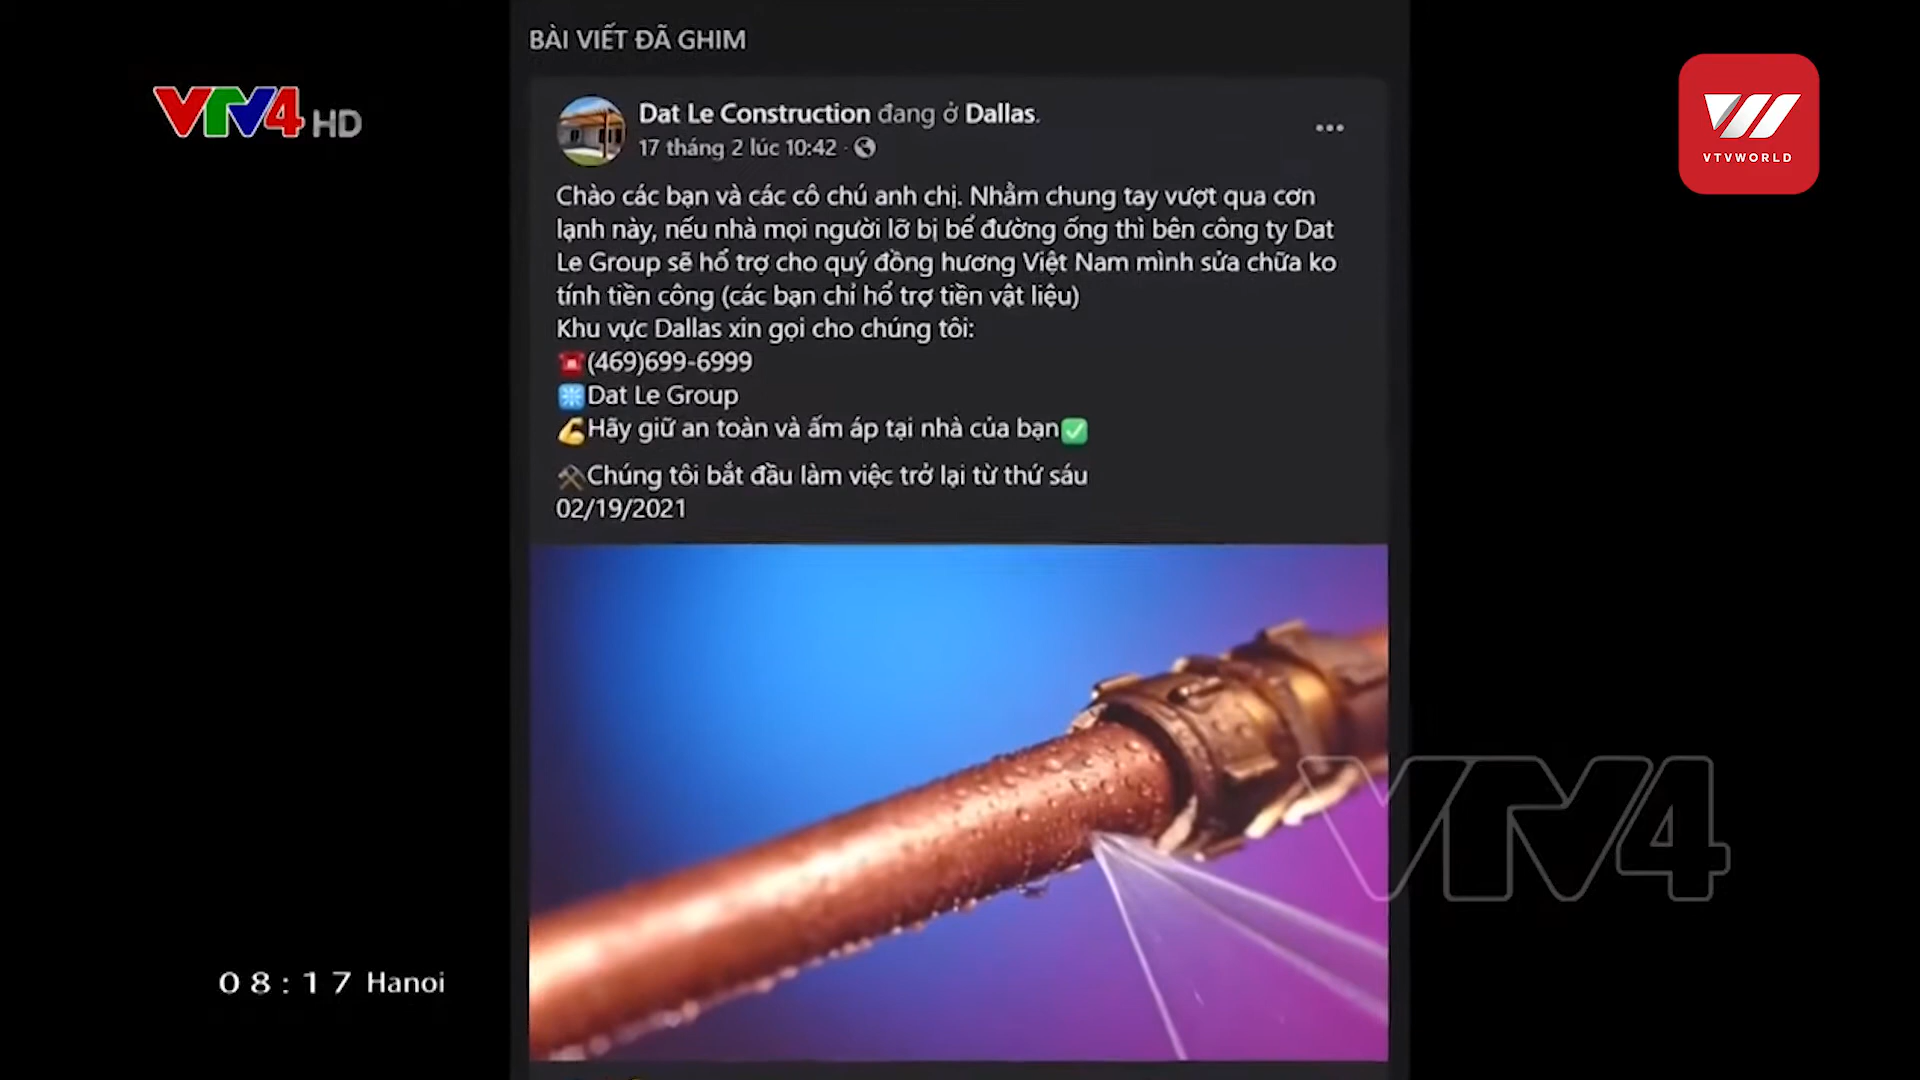 BÀI VIẾT ĐÃ GHIM
VTV4 HD
VTVWORLD
Dat Le Construction đang ở Dallas.
17 tháng 2 lúc 10:42 ·
Chào các bạn và các cô chú anh chị. Nhằm chung tay vượt qua cơn
lạnh này, nếu nhà mọi người lỡ bị bể đường ống thì bên công ty Dat
Le Group sẽ hổ trợ cho quý đồng hương Việt Nam mình sửa chữa ko
tính tiền công (các bạn chỉ hổ trợ tiền vật liệu)
Khu vực Dallas xin gọi cho chúng tôi:
☎️(469)699-6999
❇️Dat Le Group
💪Hãy giữ an toàn và ấm áp tại nhà của bạn✅
⚒Chúng tôi bắt đầu làm việc trở lại từ thứ sáu
02/19/2021
VTV4
08:17 Hanoi